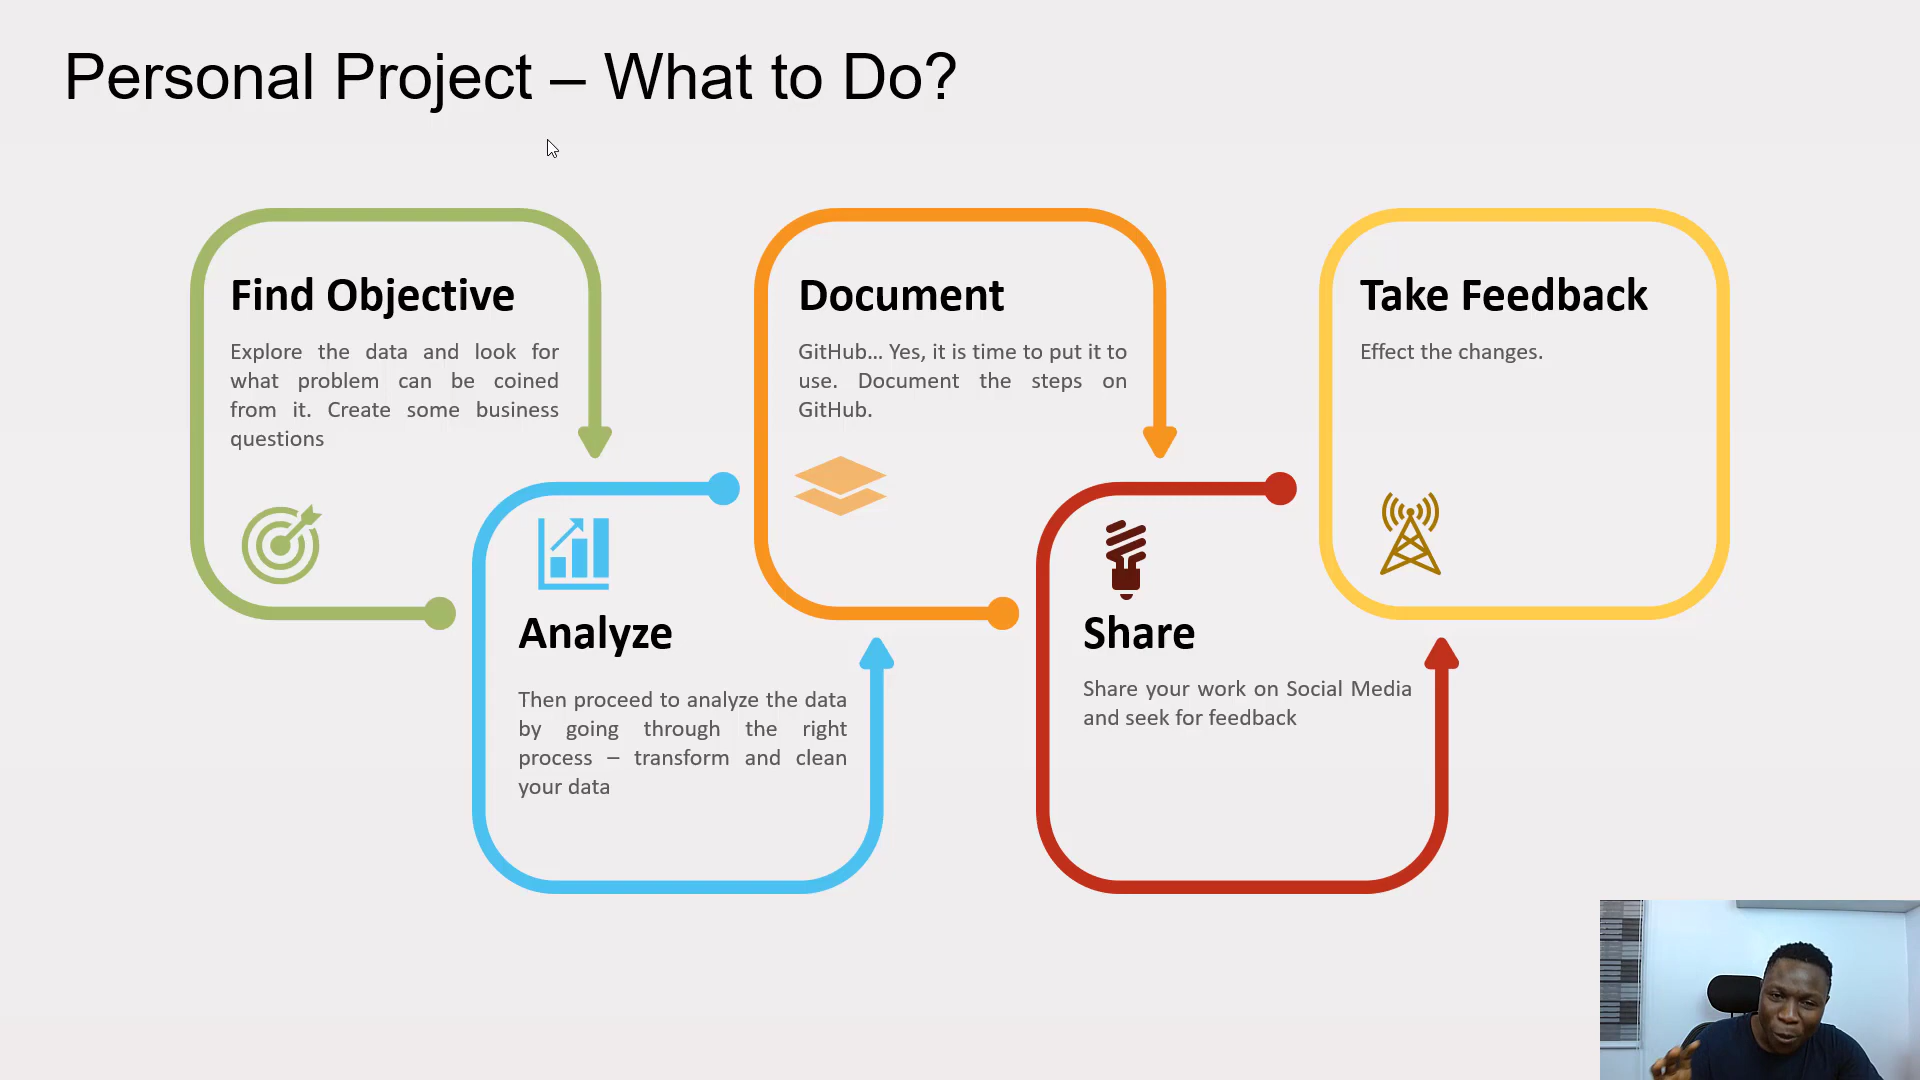 Personal Project – What to Do?
Find Objective
Explore the data and look for
what problem can be coined
from it. Create some business
questions
Analyze
Then proceed to analyze the data
by going through the right
process – transform and clean
your data
Document
GitHub... Yes, it is time to put it to
use. Document the steps on
GitHub.
Share
Share your work on Social Media
and seek for feedback
Take Feedback
Effect the changes.